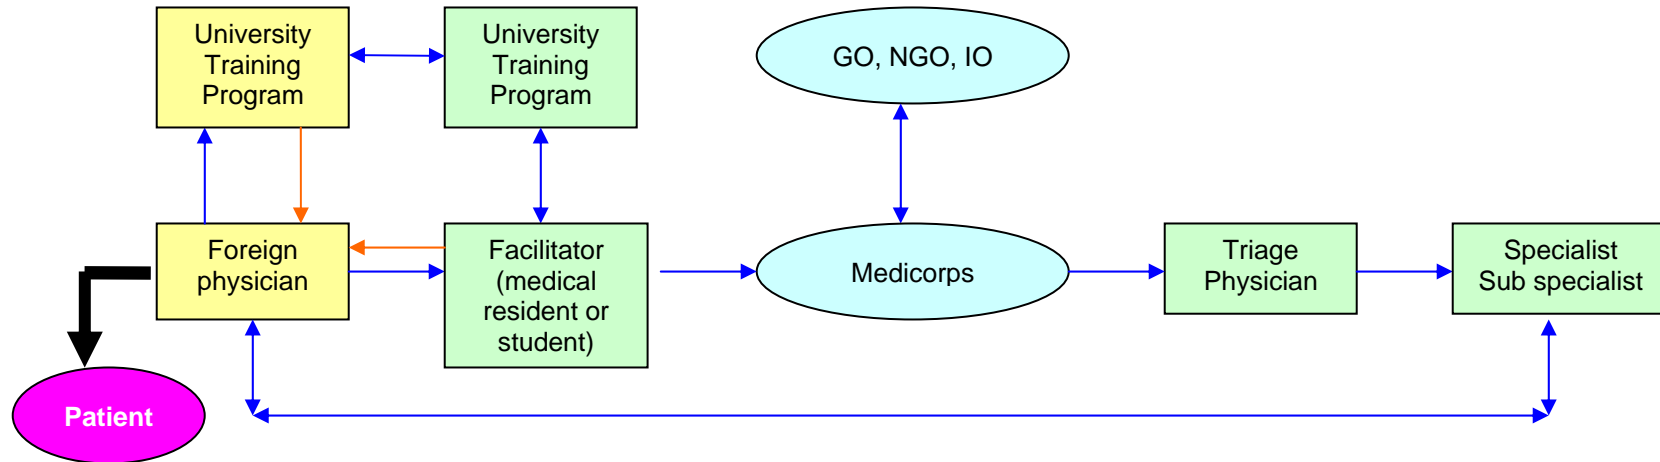 University
Training
Program
University
Training
Program
GO, NGO, IO
Foreign
physician
Facilitator
(medical
resident or
student)
Medicorps
Triage
Physician
Specialist
Sub specialist
Patient